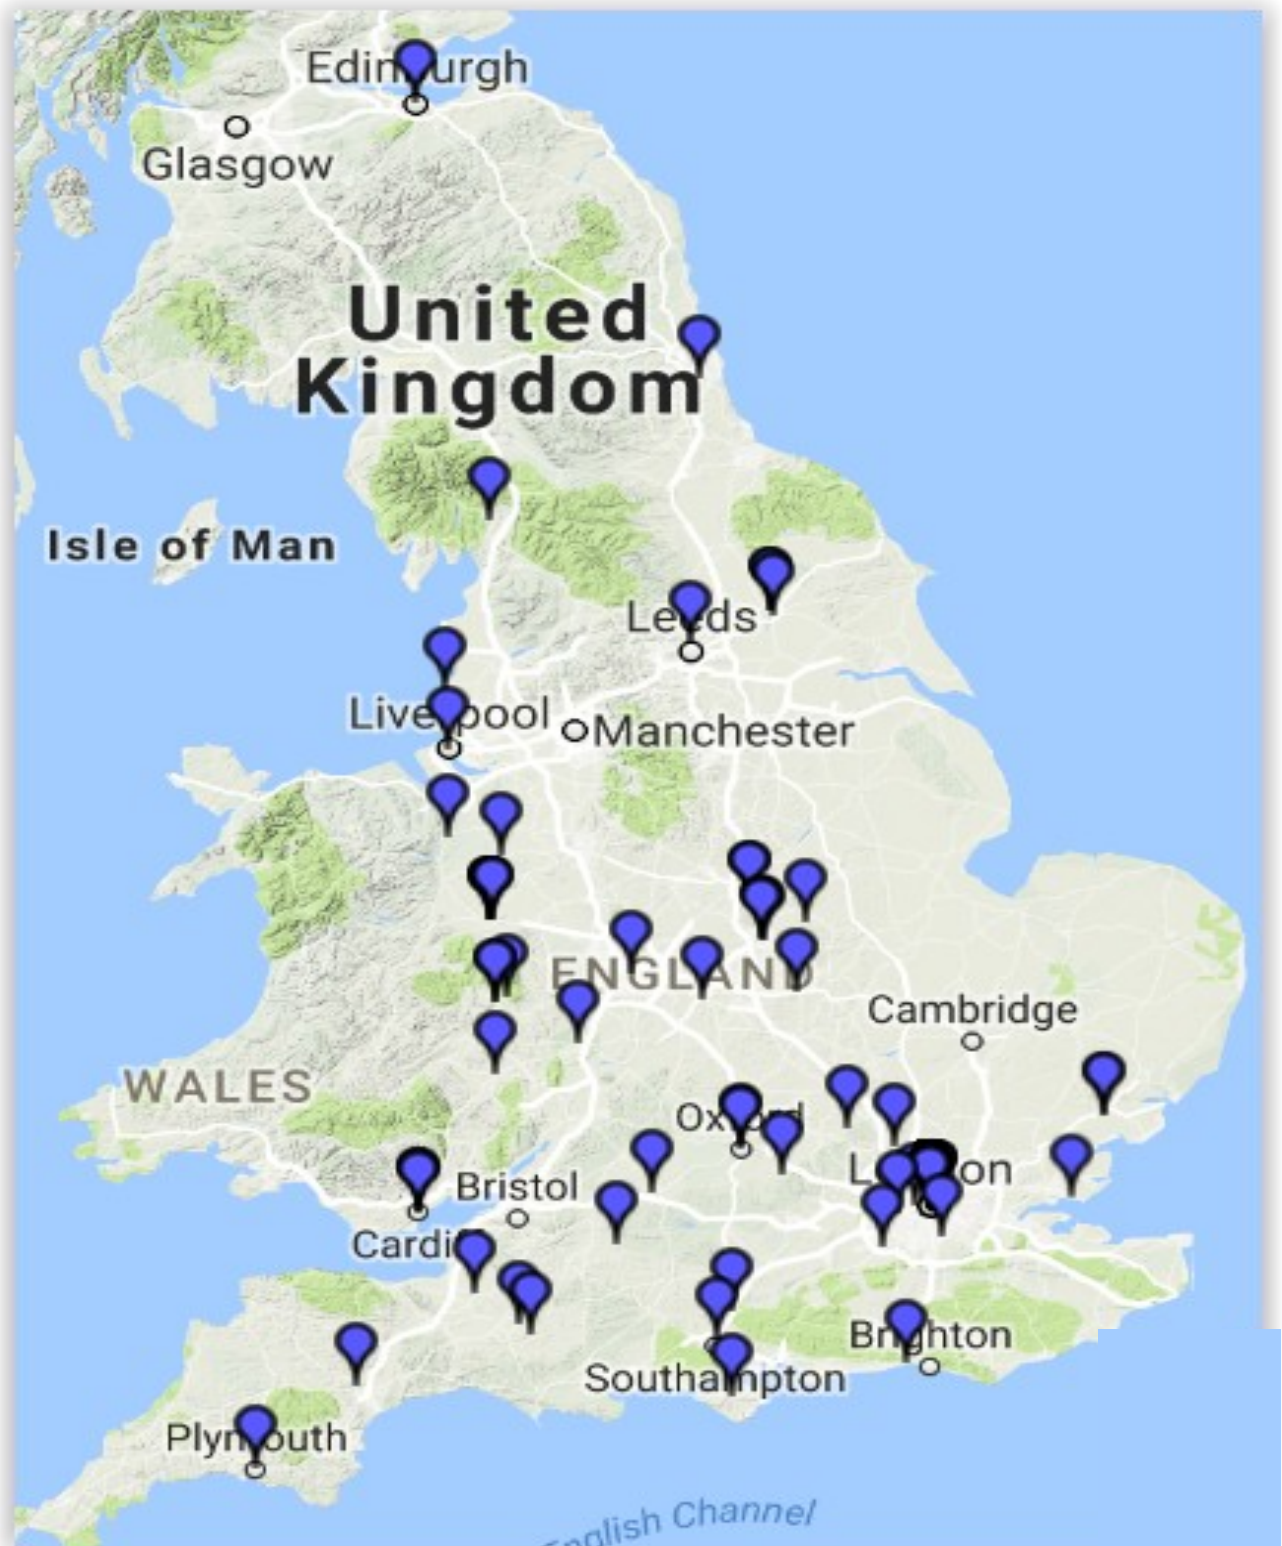 Edinburgh
Glasgow
United
Kingdom
Isle of Man
Leeds
Liverpool
Manchester
ENGLAND
Cambridge
WALES
Oxford
London
Bristol
Cardiff
Brighton
Southampton
Plymouth
English Channel